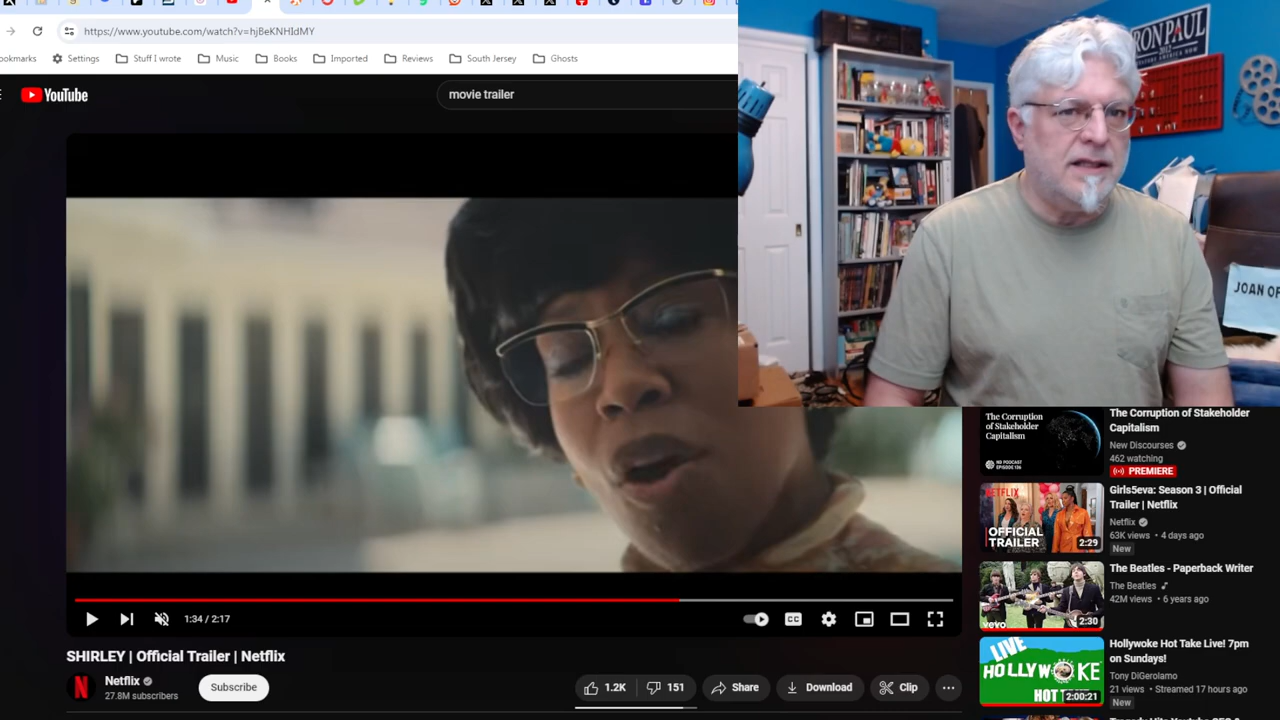 https://www.youtube.com/watch?v=hjBeKNHIdMY
ookmarks
Settings
Stuff I wrote
Music
Books
Imported
Reviews
South Jersey
Ghosts
YouTube
movie trailer
RON PAUL
JOAN OF
1:34 / 2:17
CC
SHIRLEY | Official Trailer | Netflix
Netflix
27.8M subscribers
Subscribe
1.2K
151
Share
Download
Clip
The Corruption
of Stakeholder
Capitalism
The Corruption of Stakeholder
Capitalism
New Discourses
462 watching
PREMIERE
NETFLIX
OFFICIAL
TRAILER
2:29
Girls5eva: Season 3 | Official
Trailer | Netflix
Netflix
63K views • 4 days ago
New
vevo
2:30
The Beatles - Paperback Writer
The Beatles
42M views • 6 years ago
LIVE
HOLLYWOKE
HOT
2:00:21
Hollywoke Hot Take Live! 7pm
on Sundays!
Tony DiGerolamo
21 views • Streamed 17 hours ago
New